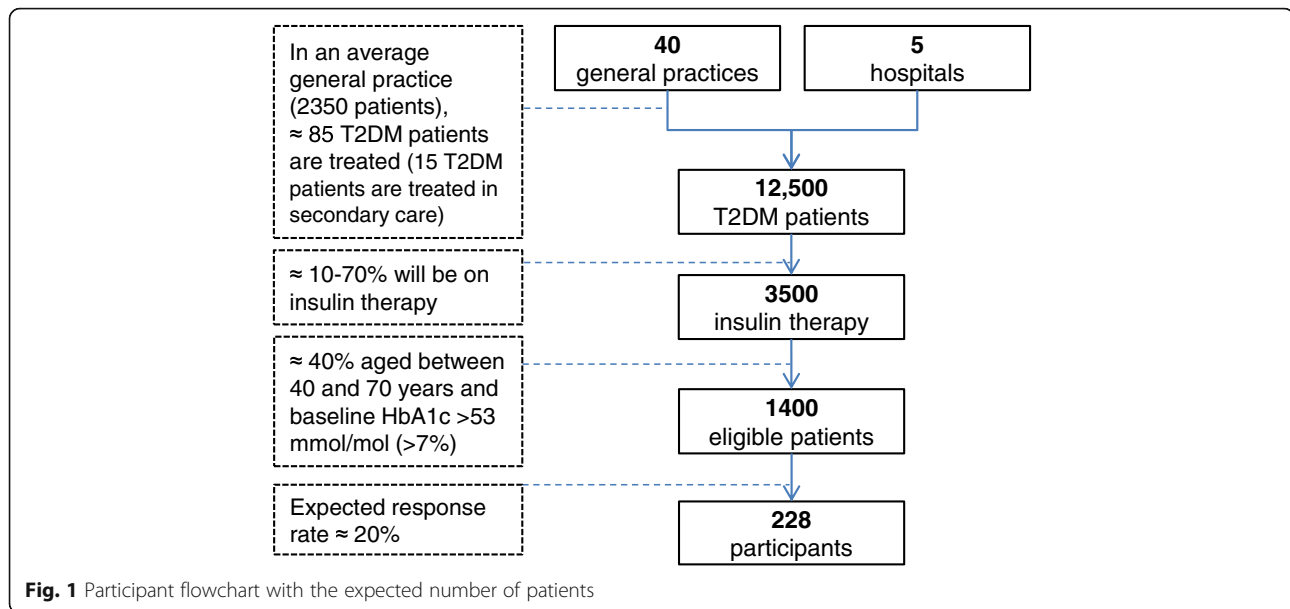 In an average
general practice
(2350 patients),
≈ 85 T2DM patients
are treated (15 T2DM
patients are treated in
secondary care)
40
general practices
5
hospitals
12,500
T2DM patients
≈ 10-70% will be on
insulin therapy
3500
insulin therapy
≈ 40% aged between
40 and 70 years and
baseline HbA1c >53
mmol/mol (>7%)
1400
eligible patients
Expected response
rate ≈ 20%
228
participants
Fig. 1 Participant flowchart with the expected number of patients